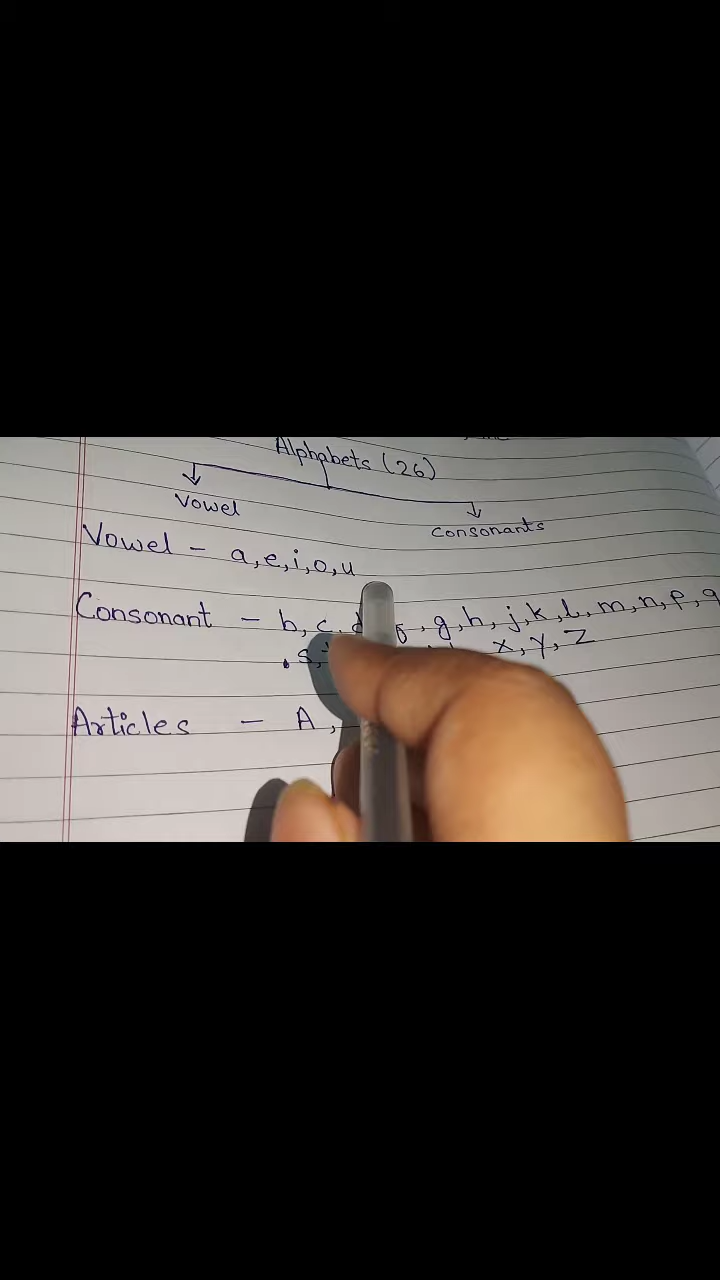 Alphabets (26)
Vowel
Consonants
Vowel - a, e, i, o, u
Consonant - b, c, d, g, h, j, k, l, m, n, p, q
s, x, y, z
Articles - A,